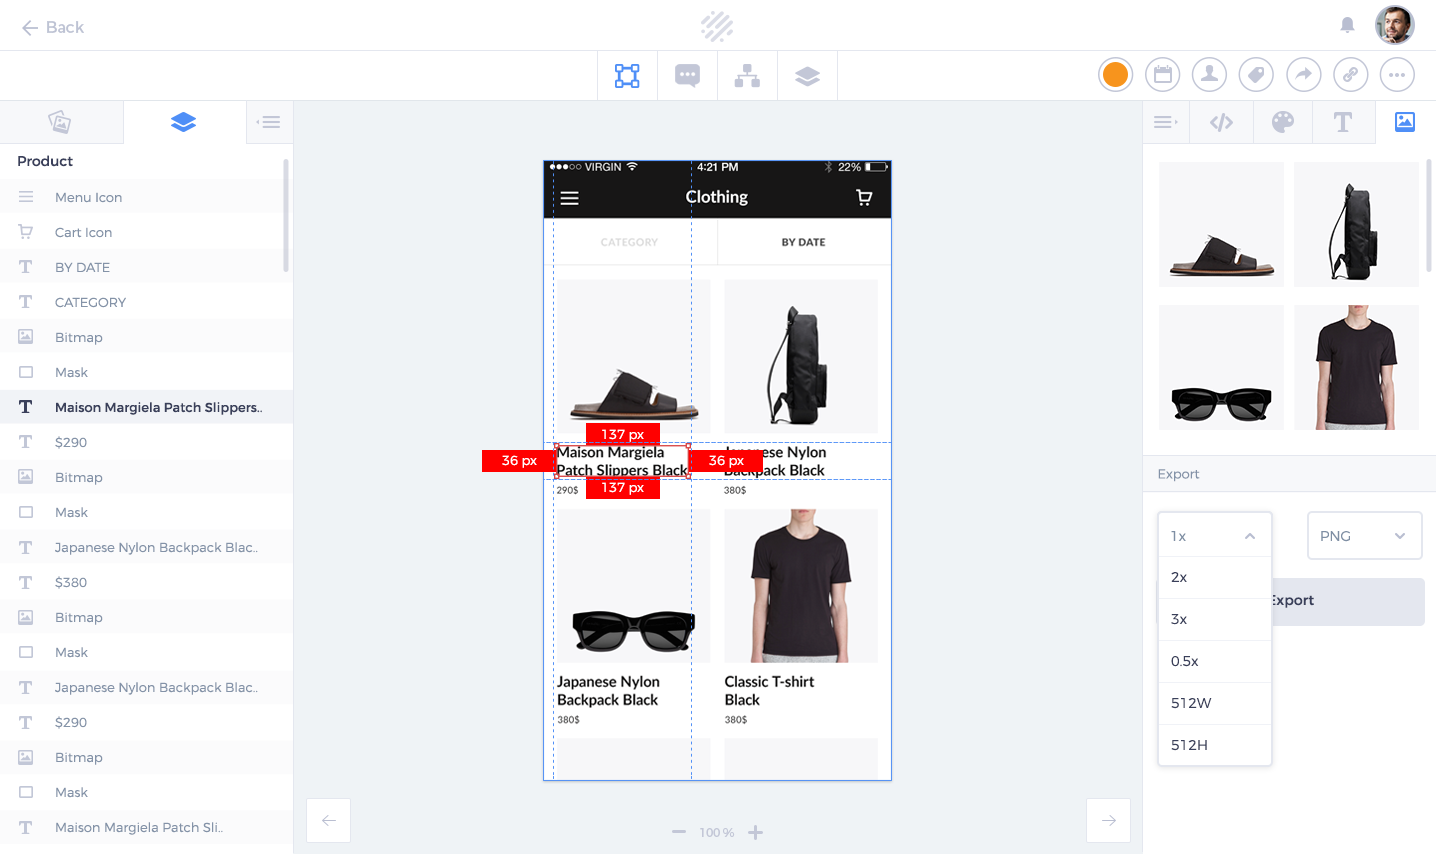 Back
Product
Menu Icon
Cart Icon
BY DATE
CATEGORY
Bitmap
Mask
Maison Margiela Patch Slippers..
$290
Bitmap
Mask
Japanese Nylon Backpack Blac..
$380
Bitmap
Mask
Japanese Nylon Backpack Blac..
$290
Bitmap
Mask
Maison Margiela Patch Sli..
VIRGIN 4:21 PM 22%
Clothing
CATEGORY BY DATE
137 px
36 px
Maison Margiela
Patch Slippers Black
36 px
137 px
290$
Nylon
Black
380$
Japanese Nylon
Backpack Black
380$
Classic T-shirt
Black
380$
100 %
Export
1x
PNG
2x
Export
3x
0.5x
512W
512H